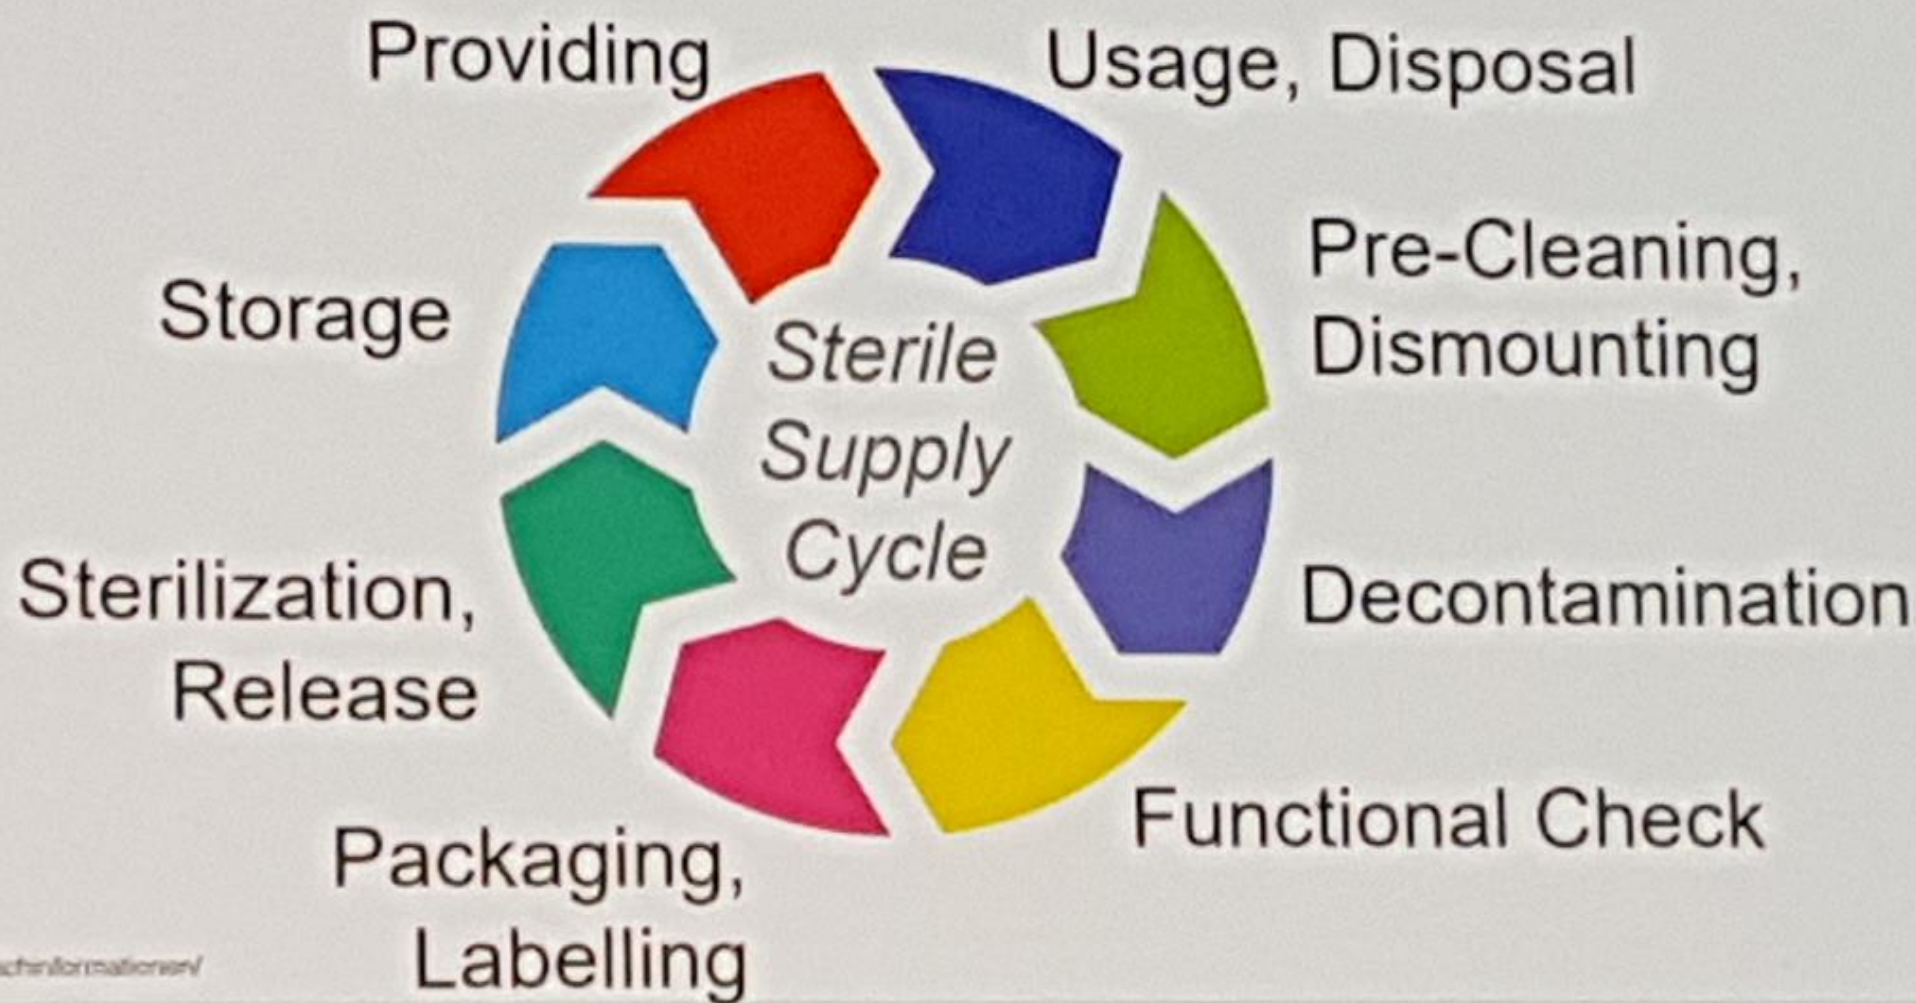 Providing
Usage, Disposal
Pre-Cleaning,
Dismounting
Storage
Sterile
Supply
Cycle
Decontamination
Sterilization,
Release
Functional Check
Packaging,
Labelling